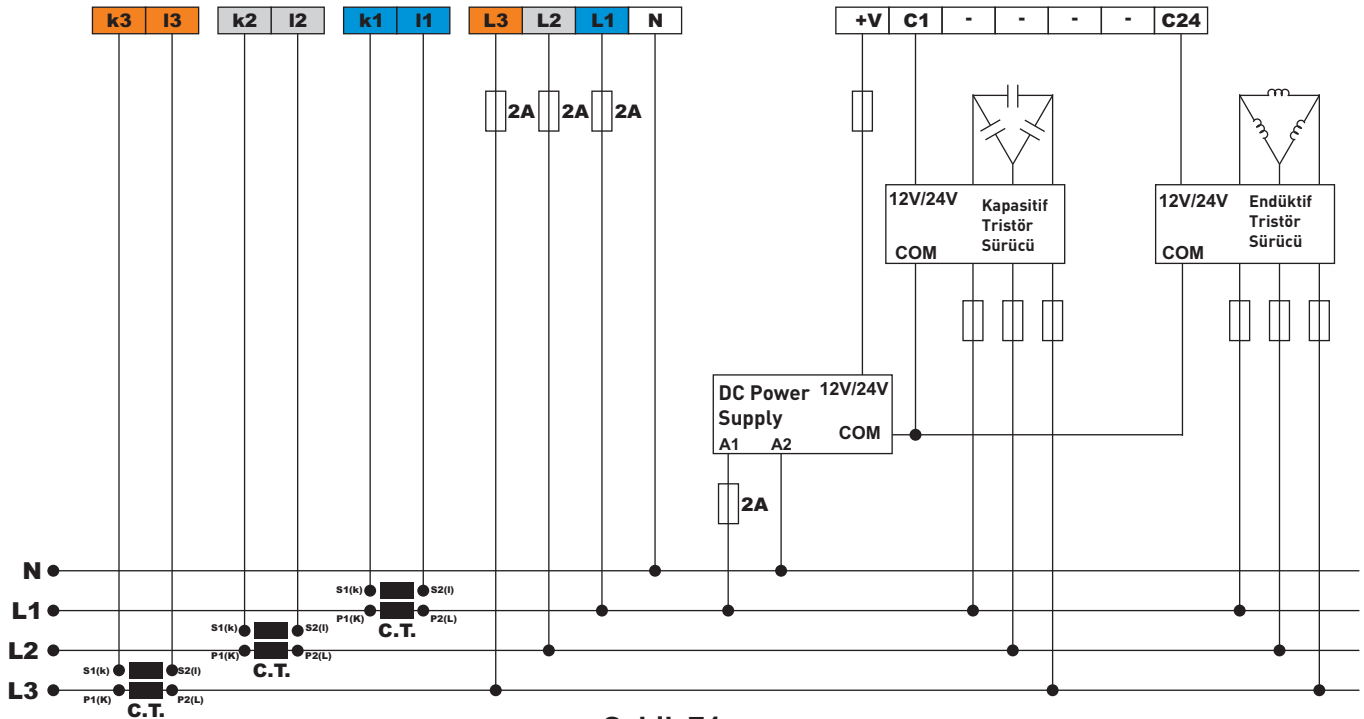 k3 l3 k2 l2 k1 l1 L3 L2 L1 N +V C1 - - - - C24
2A 2A 2A
12V/24V Kapasitif
Tristör
Sürücü
COM
12V/24V Endüktif
Tristör
Sürücü
COM
DC Power 12V/24V
Supply
COM
A1 A2
2A
N
S1(k) S2(l)
L1
P1(K) P2(L)
C.T.
S1(k) S2(l)
L2
P1(K) P2(L)
C.T.
S1(k) S2(l)
L3
P1(K) P2(L)
C.T.